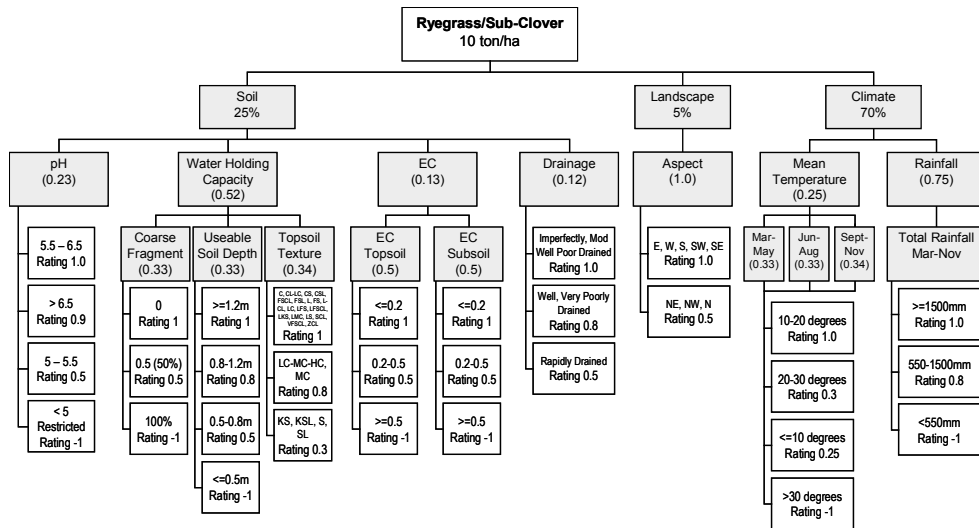 Ryegrass/Sub-Clover
10 ton/ha
Soil
25%
Landscape
5%
Climate
70%
pH
(0.23)
Water Holding
Capacity
(0.52)
EC
(0.13)
Drainage
(0.12)
Aspect
(1.0)
Mean
Temperature
(0.25)
Rainfall
(0.75)
5.5 – 6.5
Rating 1.0
> 6.5
Rating 0.9
5 – 5.5
Rating 0.5
< 5
Restricted
Rating -1
Coarse
Fragment
(0.33)
0
Rating 1
0.5 (50%)
Rating 0.5
100%
Rating -1
Useable
Soil Depth
(0.33)
>=1.2m
Rating 1
0.8-1.2m
Rating 0.8
0.5-0.8m
Rating 0.5
<=0.5m
Rating -1
Topsoil
Texture
(0.34)
C, CL-LC, CS, CSL,
FSCL, FSL, L, FS, L-
CL, LC, LFS, LFSCL,
LKS, LMC, LS, SCL,
VFSCL, ZCL
Rating 1
LC-MC-HC,
MC
Rating 0.8
KS, KSL, S,
SL
Rating 0.3
EC
Topsoil
(0.5)
<=0.2
Rating 1
0.2-0.5
Rating 0.5
>=0.5
Rating -1
EC
Subsoil
(0.5)
<=0.2
Rating 1
0.2-0.5
Rating 0.5
>=0.5
Rating -1
Imperfectly, Mod
Well Poor Drained
Rating 1.0
Well, Very Poorly
Drained
Rating 0.8
Rapidly Drained
Rating 0.5
E, W, S, SW, SE
Rating 1.0
NE, NW, N
Rating 0.5
Mar-
May
(0.33)
Jun-
Aug
(0.33)
Sept-
Nov
(0.34)
10-20 degrees
Rating 1.0
20-30 degrees
Rating 0.3
<=10 degrees
Rating 0.25
>30 degrees
Rating -1
Total Rainfall
Mar-Nov
>=1500mm
Rating 1.0
550-1500mm
Rating 0.8
<550mm
Rating -1